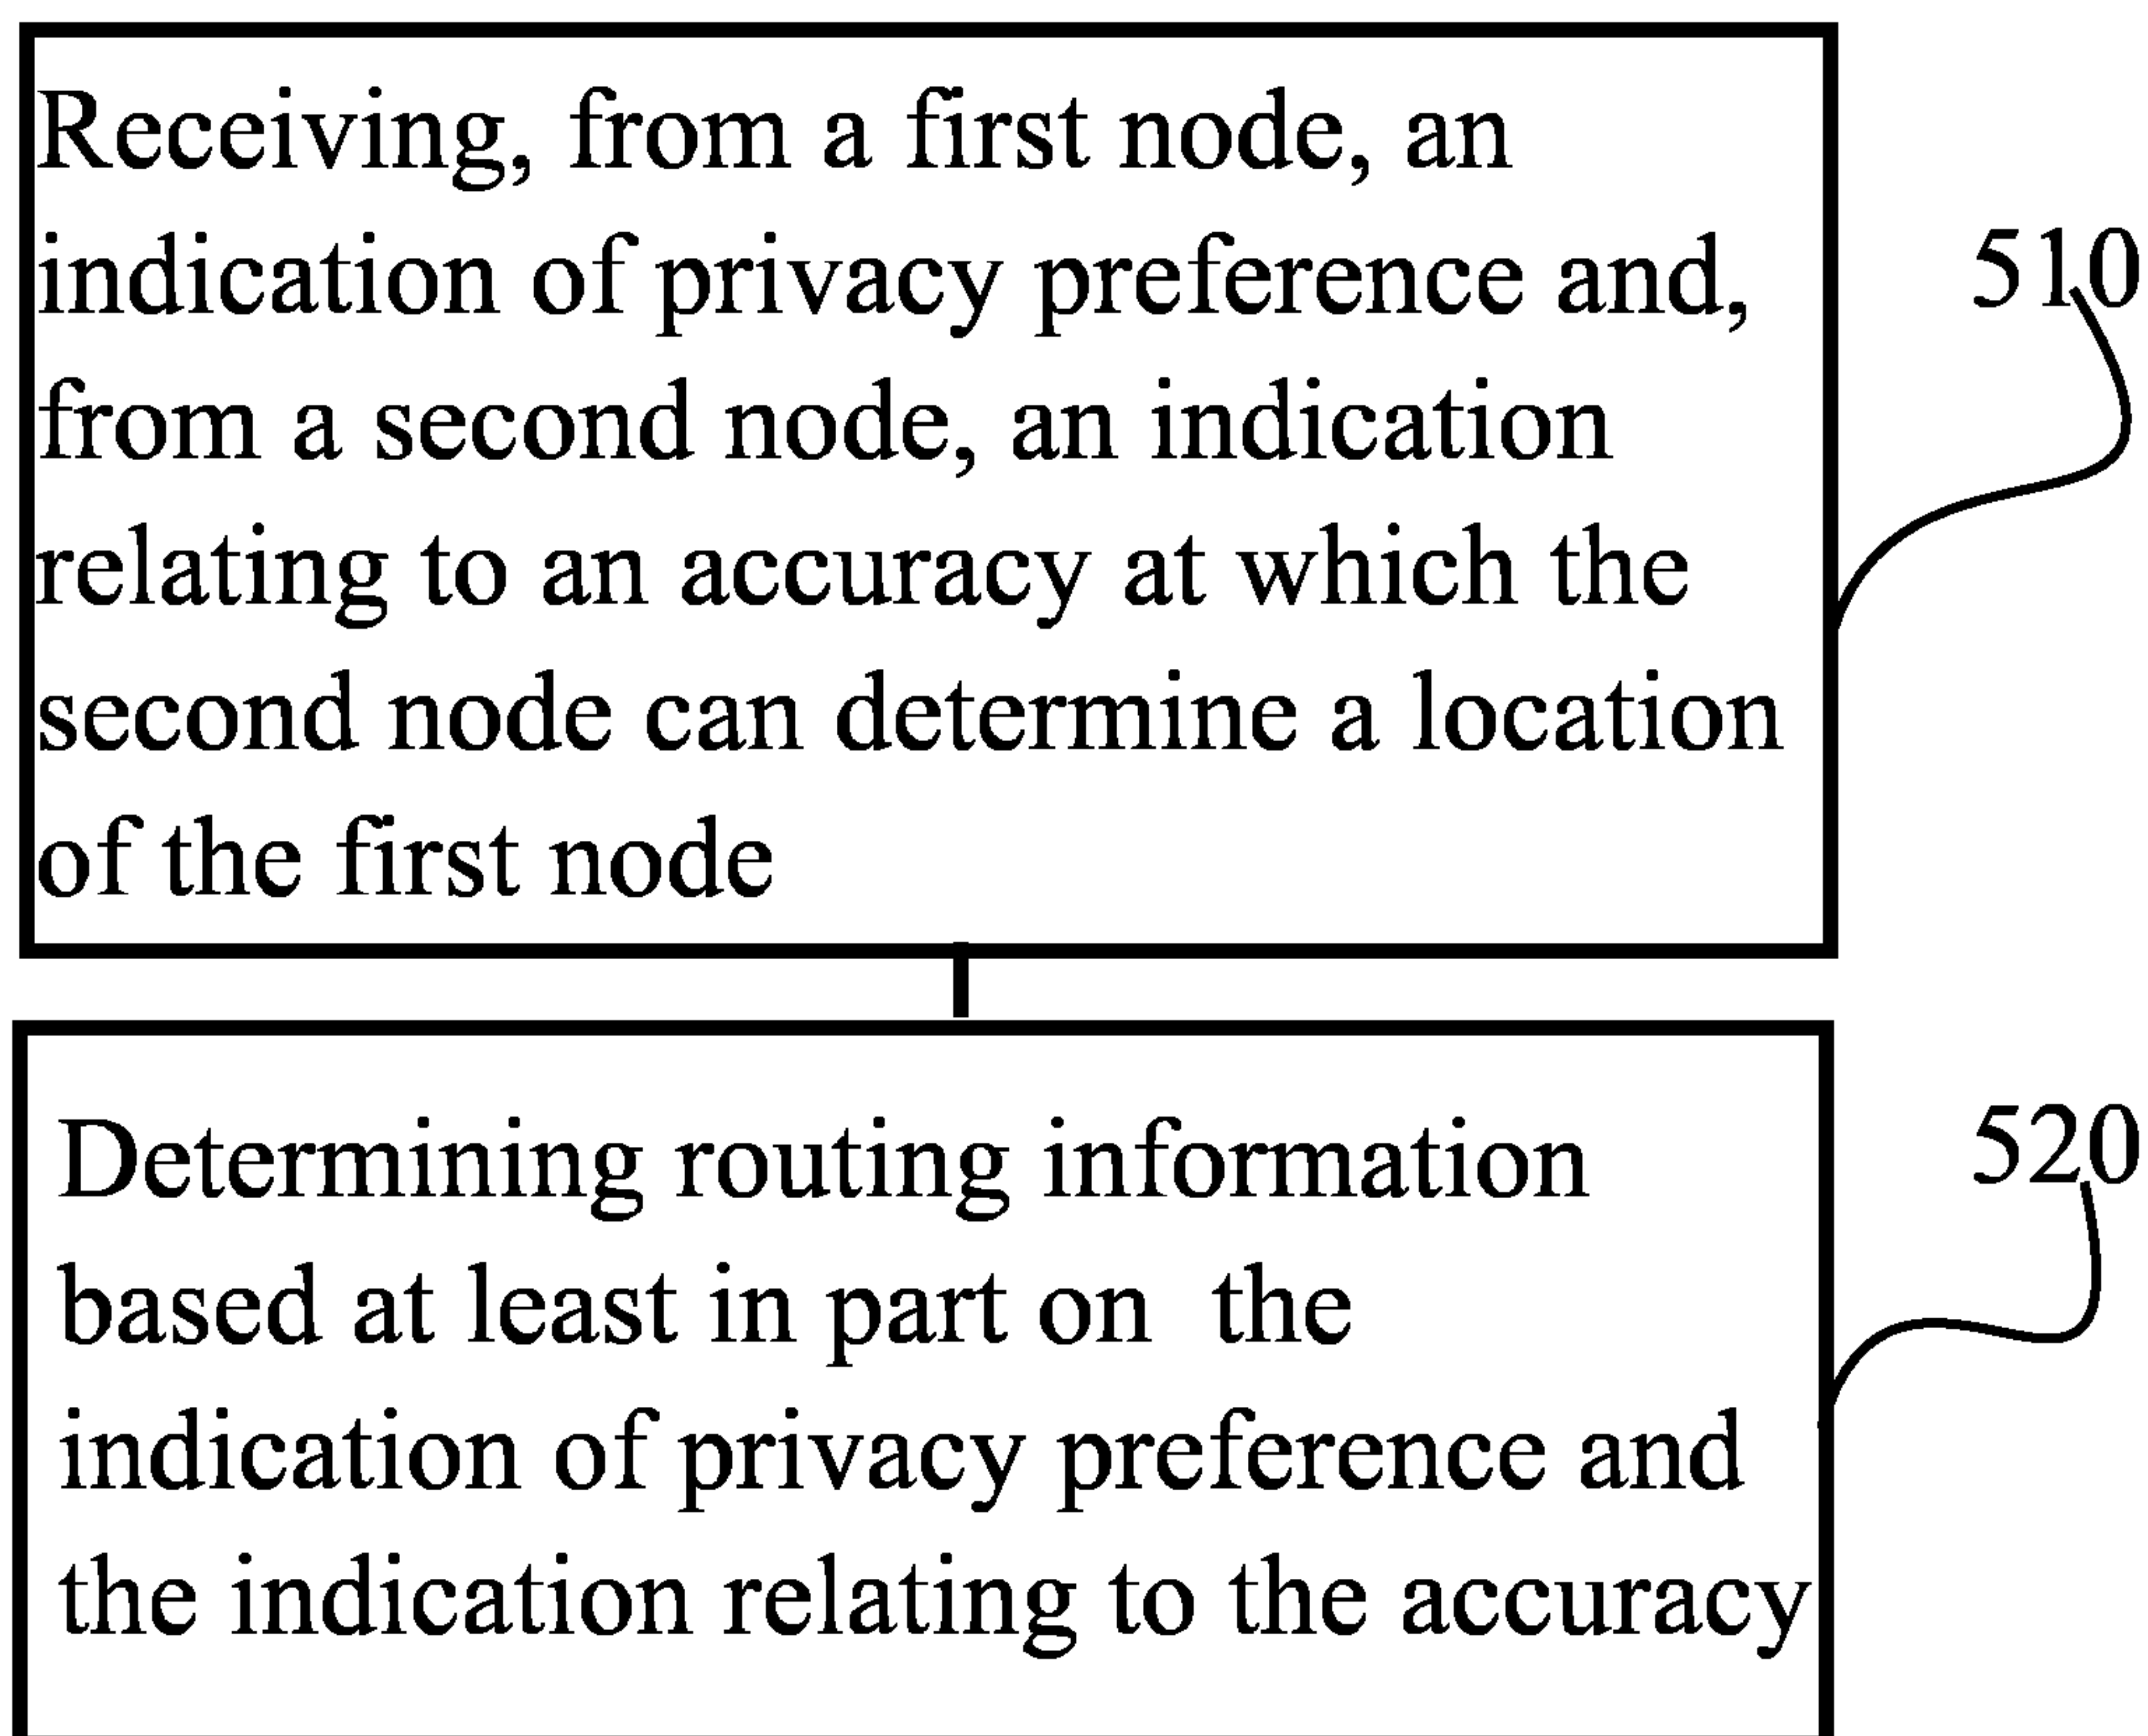 Receiving, from a first node, an
indication of privacy preference and,
from a second node, an indication
relating to an accuracy at which the
second node can determine a location
of the first node
510
Determining routing information
based at least in part on the
indication of privacy preference and
the indication relating to the accuracy
520